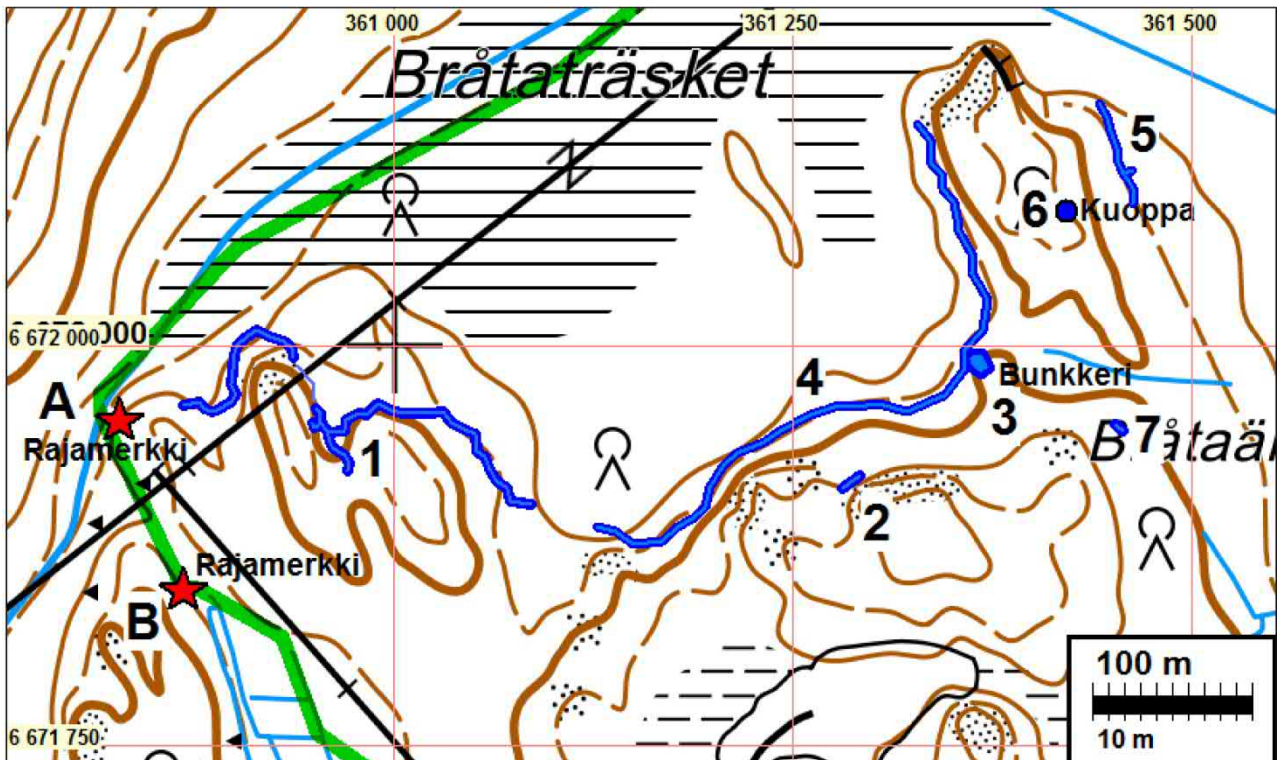 361 000
361 250
361 500
Bråtaträsket
5
6
Kuoppa
6 672 000
4
Bunkkeri
A
Rajamerkki
1
3
7
2
Rajamerkki
B
100 m
10 m
6 671 750